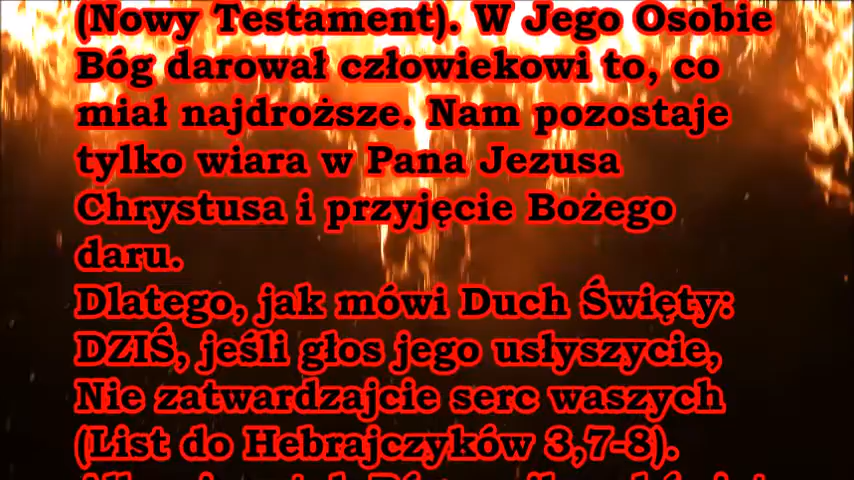 (Nowy Testament). W Jego Osobie
Bóg darował człowiekowi to, co
miał najdroższe. Nam pozostaje
tylko wiara w Pana Jezusa
Chrystusa i przyjęcie Bożego
daru.
Dlatego, jak mówi Duch Święty:
DZIŚ, jeśli głos jego usłyszycie,
Nie zatwardzajcie serc waszych
(List do Hebrajczyków 3,7-8).